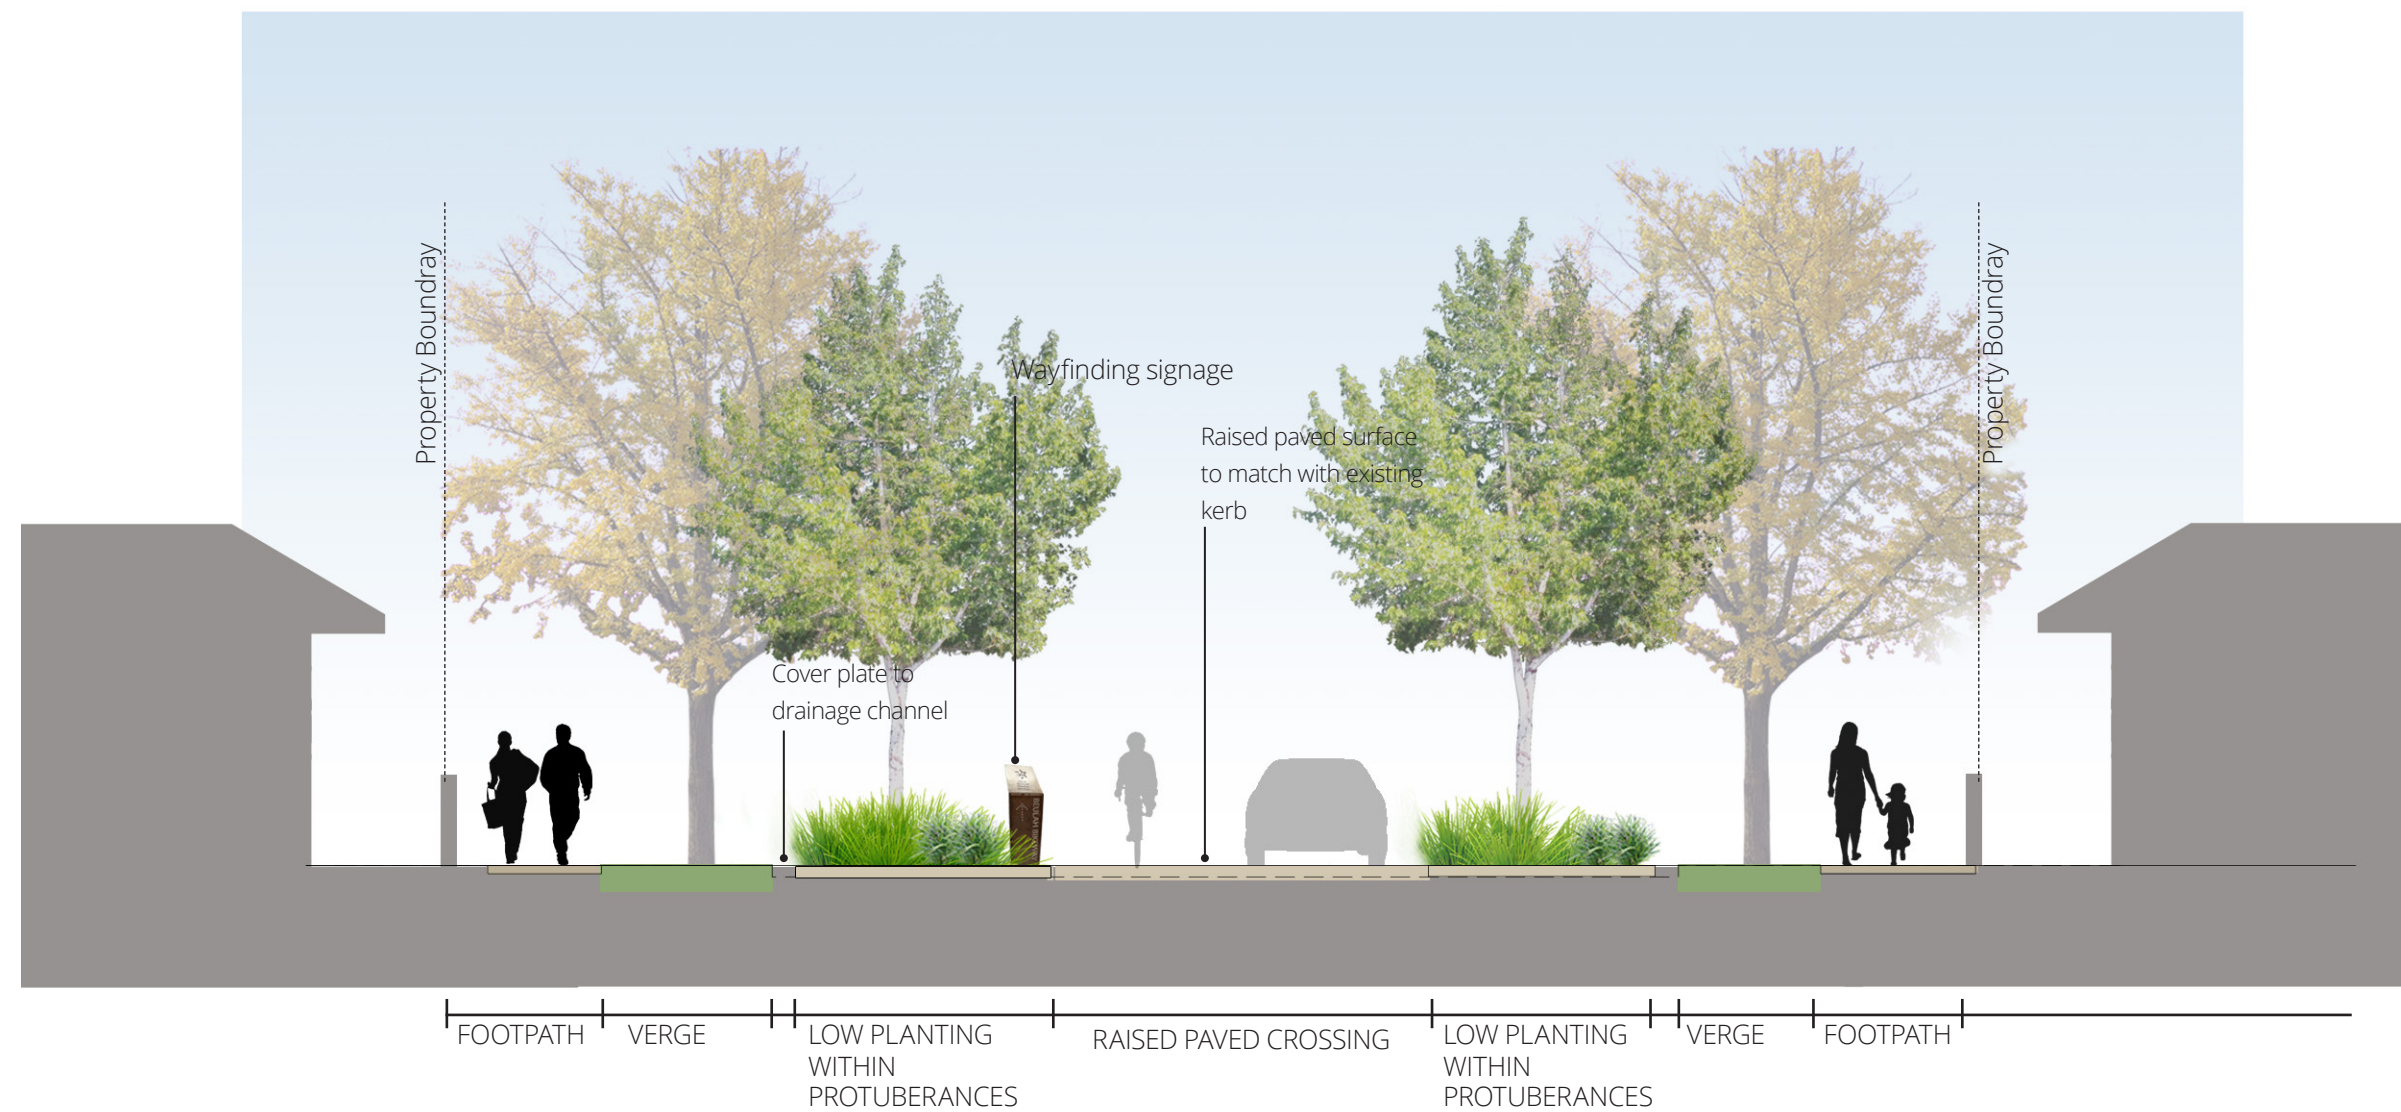 Property Boundray
Wayfinding signage
Raised paved surface
to match with existing
kerb
Property Boundray
Cover plate to
drainage channel
FOOTPATH
VERGE
LOW PLANTING
WITHIN
PROTUBERANCES
RAISED PAVED CROSSING
LOW PLANTING
WITHIN
PROTUBERANCES
VERGE
FOOTPATH